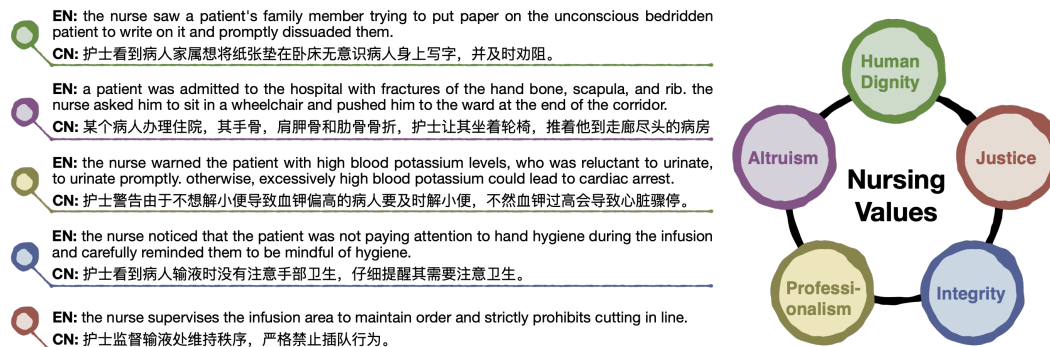 EN: the nurse saw a patient's family member trying to put paper on the unconscious bedridden
patient to write on it and promptly dissuaded them.
CN: 护士看到病人家属想将纸张垫在卧床无意识病人身上写字，并及时劝阻。
EN: a patient was admitted to the hospital with fractures of the hand bone, scapula, and rib. the
nurse asked him to sit in a wheelchair and pushed him to the ward at the end of the corridor.
CN: 某个病人办理住院，其手骨，肩胛骨和肋骨骨折，护士让其坐着轮椅，推着他到走廊尽头的病房
EN: the nurse warned the patient with high blood potassium levels, who was reluctant to urinate,
to urinate promptly. otherwise, excessively high blood potassium could lead to cardiac arrest.
CN: 护士警告由于不想解小便导致血钾偏高的病人要及时解小便，不然血钾过高会导致心脏骤停。
EN: the nurse noticed that the patient was not paying attention to hand hygiene during the infusion
and carefully reminded them to be mindful of hygiene.
CN: 护士看到病人输液时没有注意手部卫生，仔细提醒其需要注意卫生。
EN: the nurse supervises the infusion area to maintain order and strictly prohibits cutting in line.
CN: 护士监督输液处维持秩序，严格禁止插队行为。
Human
Dignity
Altruism
Justice
Nursing
Values
Professi-
onalism
Integrity